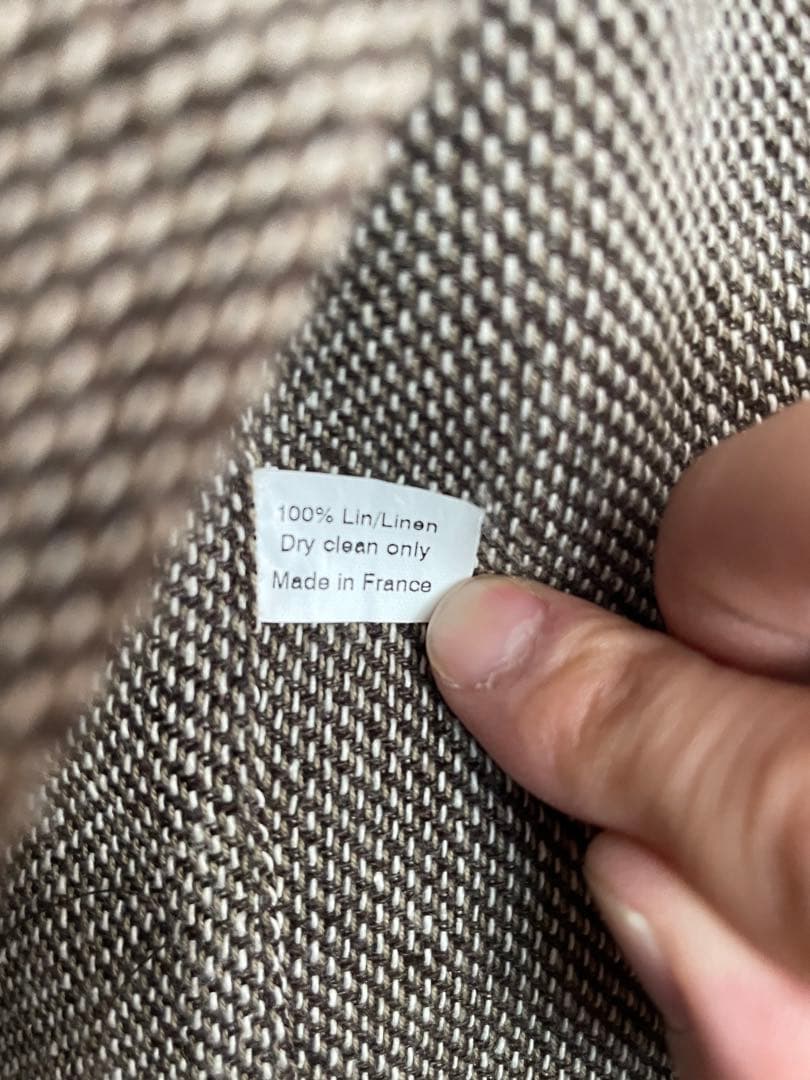 100% Lin/Linen
Dry clean only
Made in France